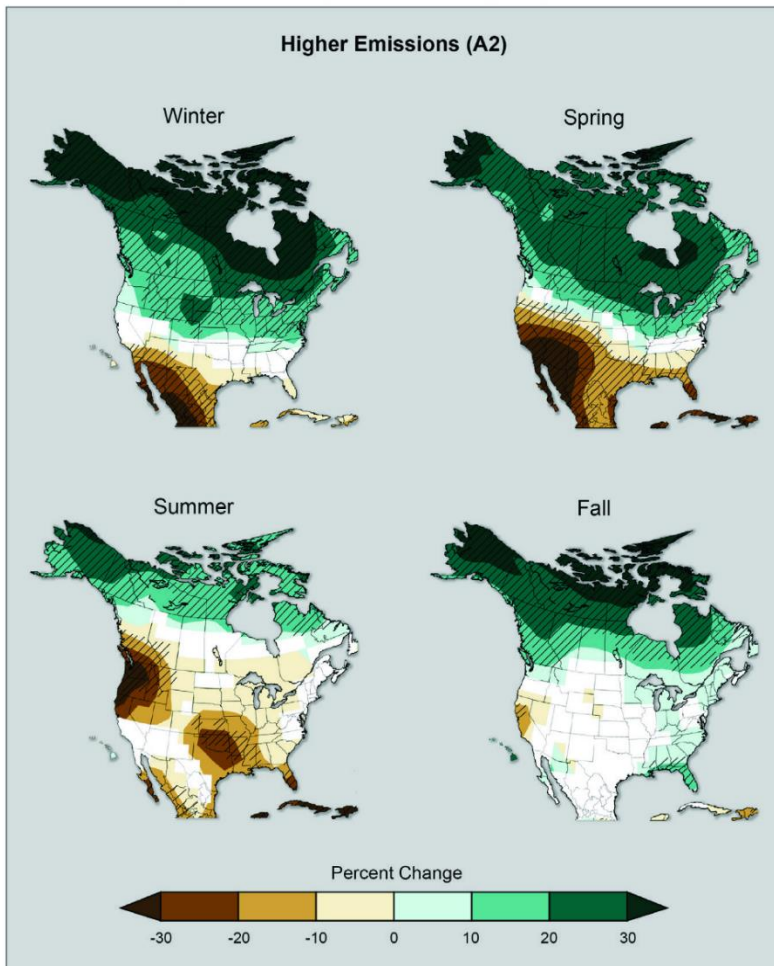 Higher Emissions (A2)
Winter
Spring
Summer
Fall
Percent Change
-30 -20 -10 0 10 20 30